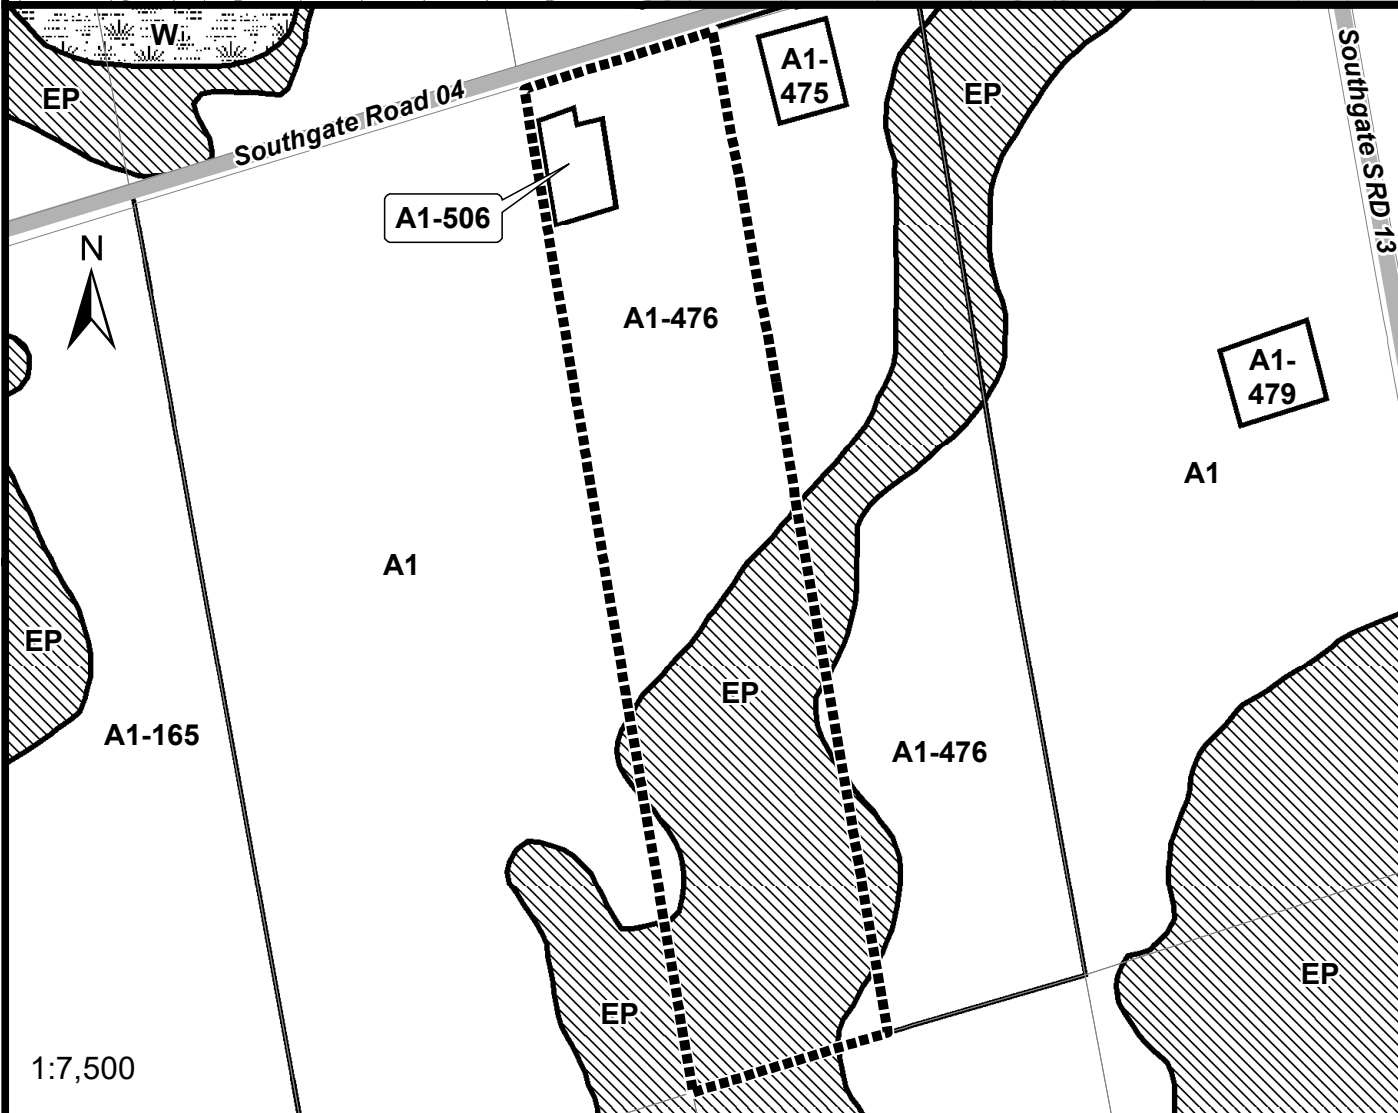 W
EP
Southgate Road 04
A1-
475
EP
Southgate SRD 13
A1-506
N
A1-476
A1-
479
A1
A1
EP
A1-165
EP
A1-476
EP
EP
1:7,500